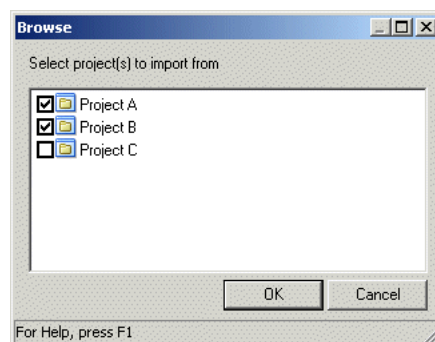 Browse
Select project(s) to import from
Project A
Project B
Project C
OK
Cancel
For Help, press F1